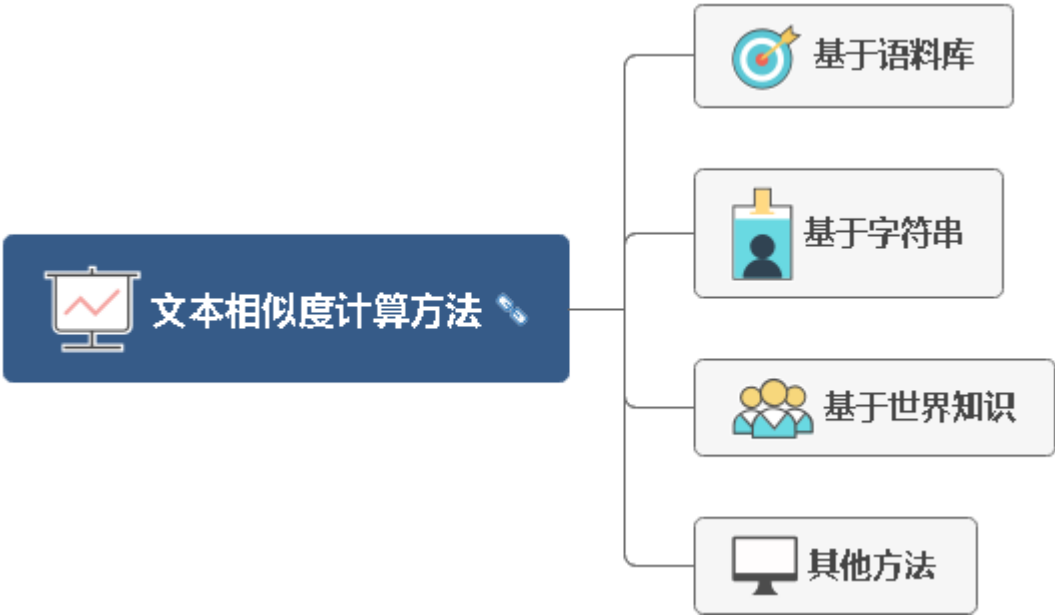 文本相似度计算方法
基于语料库
基于字符串
基于世界知识
其他方法